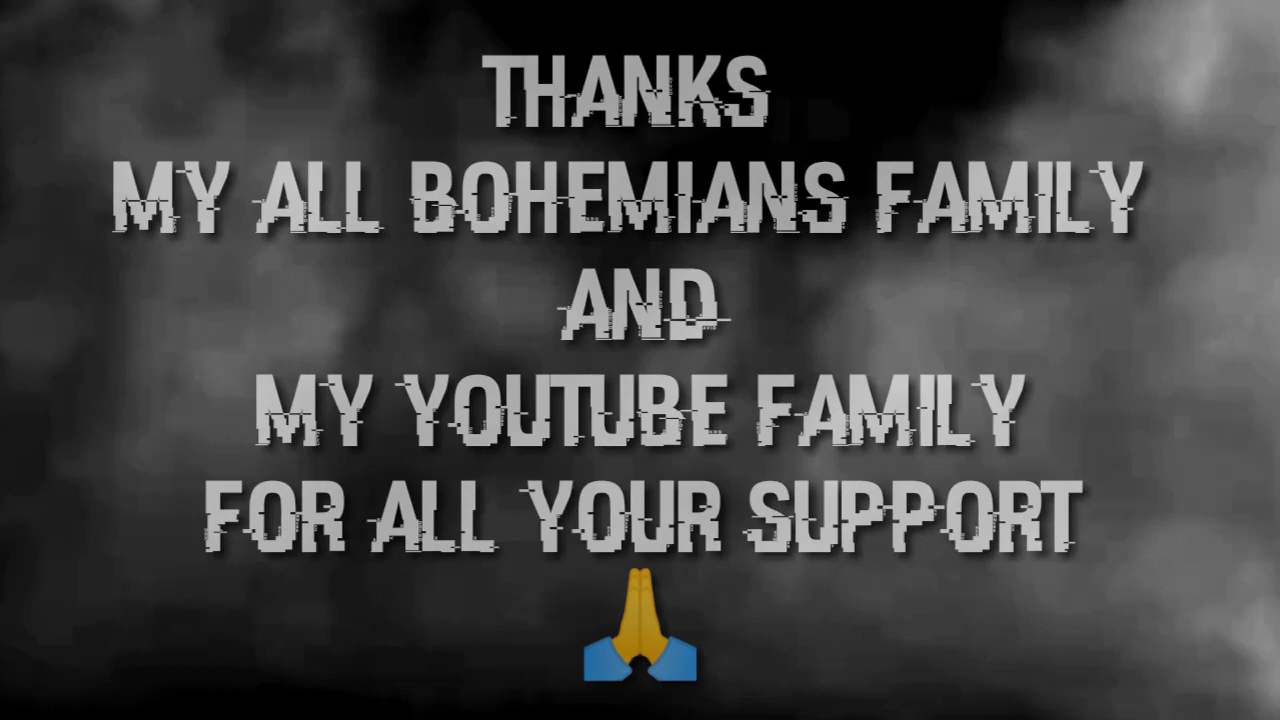 THANKS
MY ALL BOHEMIANS FAMILY
AND
MY YOUTUBE FAMILY
FOR ALL YOUR SUPPORT
🙏